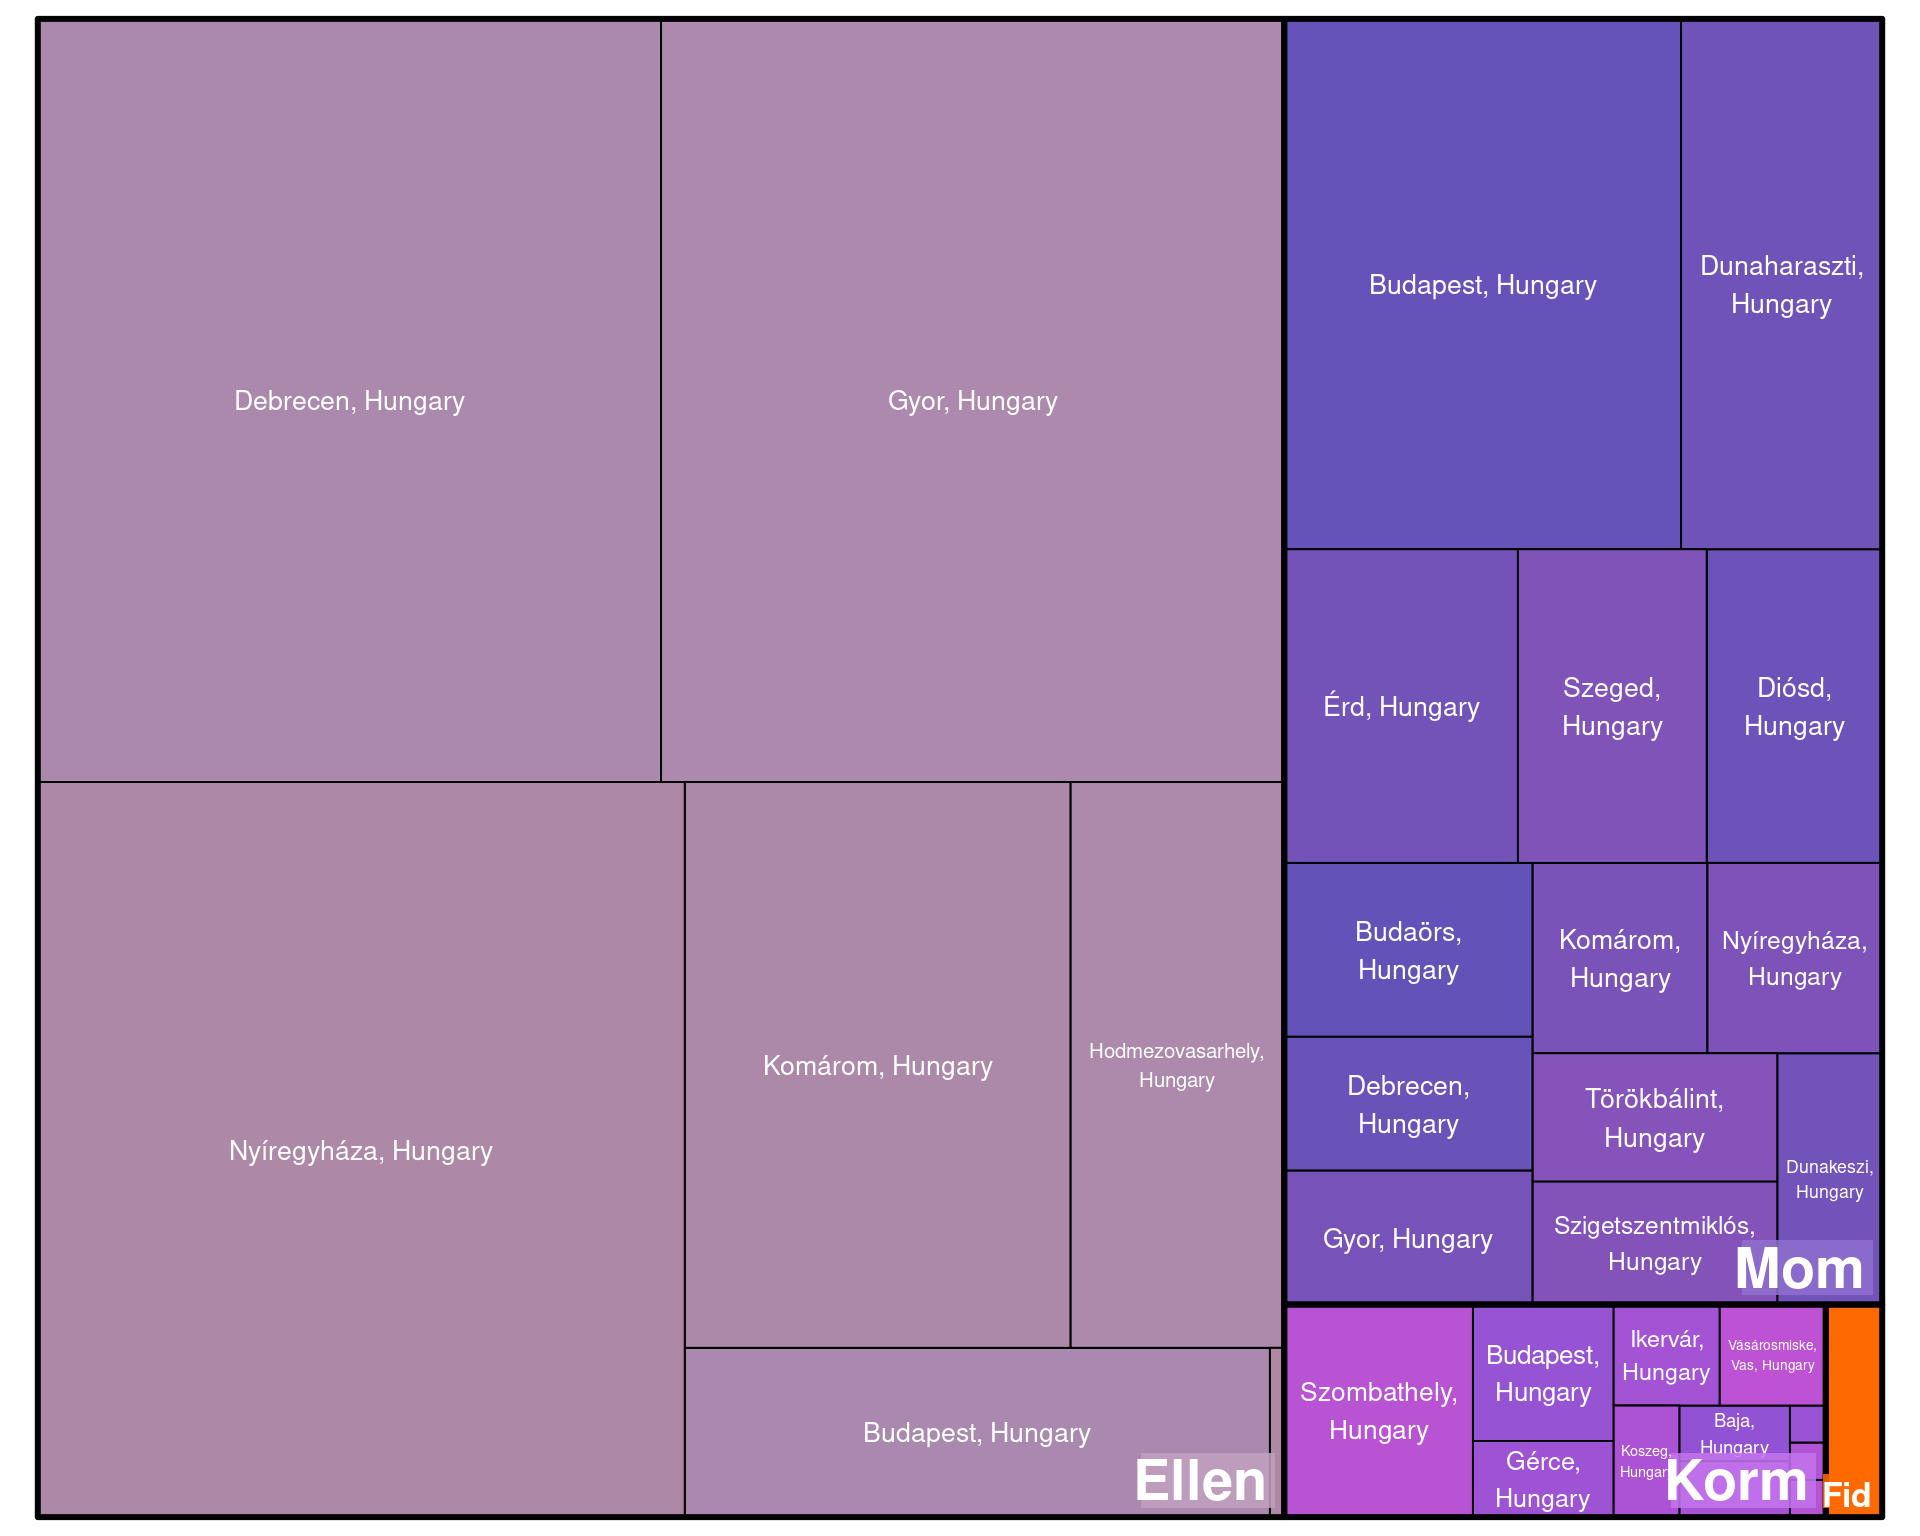 Debrecen, Hungary
Gyor, Hungary
Nyíregyháza, Hungary
Komárom, Hungary
Hodmezovasarhely,
Hungary
Budapest, Hungary
Ellen
Budapest, Hungary
Dunaharaszti,
Hungary
Érd, Hungary
Szeged,
Hungary
Diósd,
Hungary
Budaörs,
Hungary
Komárom,
Hungary
Nyíregyháza,
Hungary
Debrecen,
Hungary
Törökbálint,
Hungary
Dunakeszi,
Hungary
Gyor, Hungary
Szigetszentmiklós,
Hungary
Mom
Szombathely,
Hungary
Budapest,
Hungary
Ikervár,
Hungary
Vásárosmiske,
Vas, Hungary
Gérce,
Hungary
Koszeg,
Hungary
Baja,
Hungary
Korm
Fid